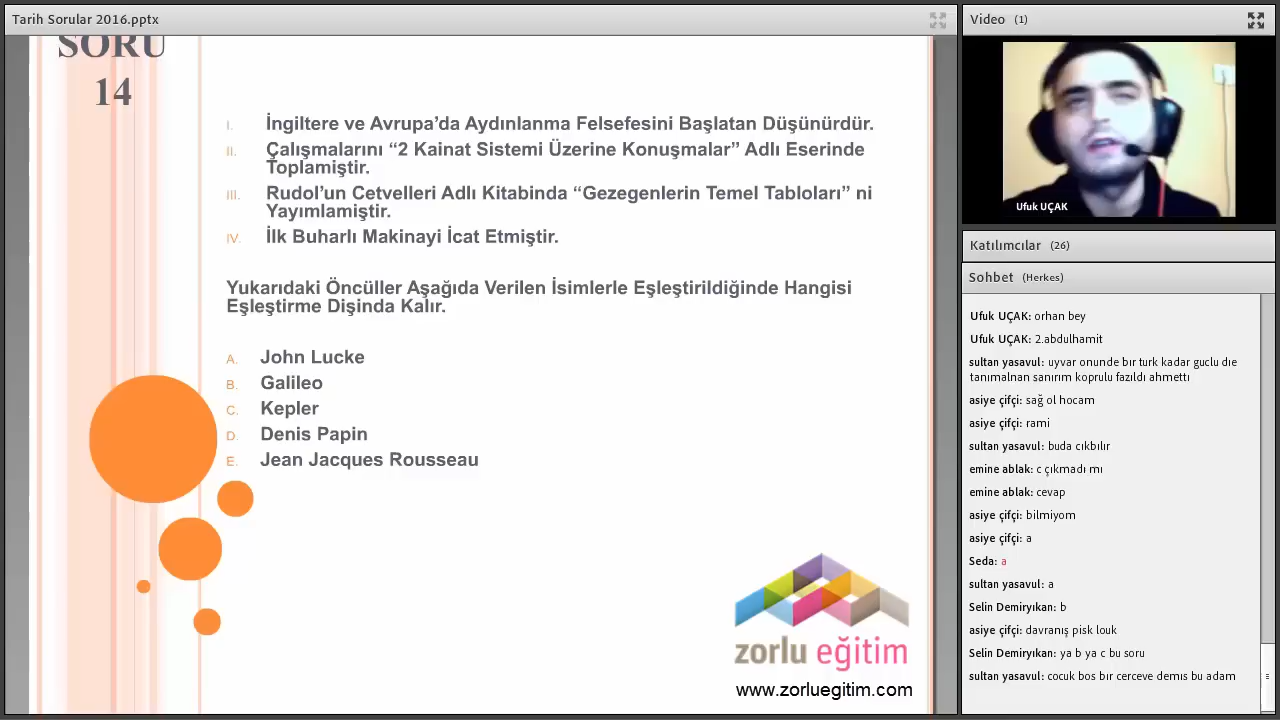 Tarih Sorular 2016.pptx
SORU
14
I. İngiltere ve Avrupa’da Aydınlanma Felsefesini Başlatan Düşünürdür.
II. Çalışmalarını “2 Kainat Sistemi Üzerine Konuşmalar” Adlı Eserinde
Toplamiştir.
III. Rudol’un Cetvelleri Adlı Kitabinda “Gezegenlerin Temel Tabloları” ni
Yayımlamiştir.
IV. İlk Buharlı Makinayi İcat Etmiştir.
Yukarıdaki Öncüller Aşağıda Verilen İsimlerle Eşleştirildiğinde Hangisi
Eşleştirme Dişinda Kalır.
A. John Lucke
B. Galileo
C. Kepler
D. Denis Papin
E. Jean Jacques Rousseau
zorlu eğitim
www.zorluegitim.com
Video (1)
Ufuk UÇAK
Katılımcılar (26)
Sohbet (Herkes)
Ufuk UÇAK: orhan bey
Ufuk UÇAK: 2.abdulhamit
sultan yasavul: uyvar onunde bır turk kadar guclu dıe
tanımalnan sanırım koprulu fazıldı ahmettı
asiye çifçi: sağ ol hocam
asiye çifçi: rami
sultan yasavul: buda cıkbılır
emine ablak: c çıkmadı mı
emine ablak: cevap
asiye çifçi: bilmiyom
asiye çifçi: a
Seda: a
sultan yasavul: a
Selin Demiryıkan: b
asiye çifçi: davranış pisk louk
Selin Demiryıkan: ya b ya c bu soru
sultan yasavul: cocuk bos bır cerceve demıs bu adam